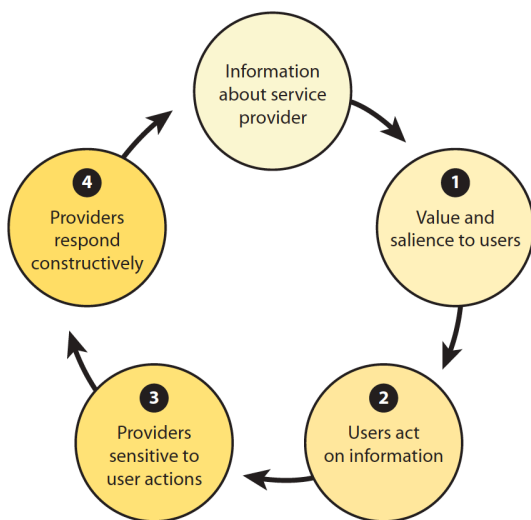 Information
about service
provider
1
Value and
salience to users
2
Users act
on information
3
Providers
sensitive to
user actions
4
Providers
respond
constructively